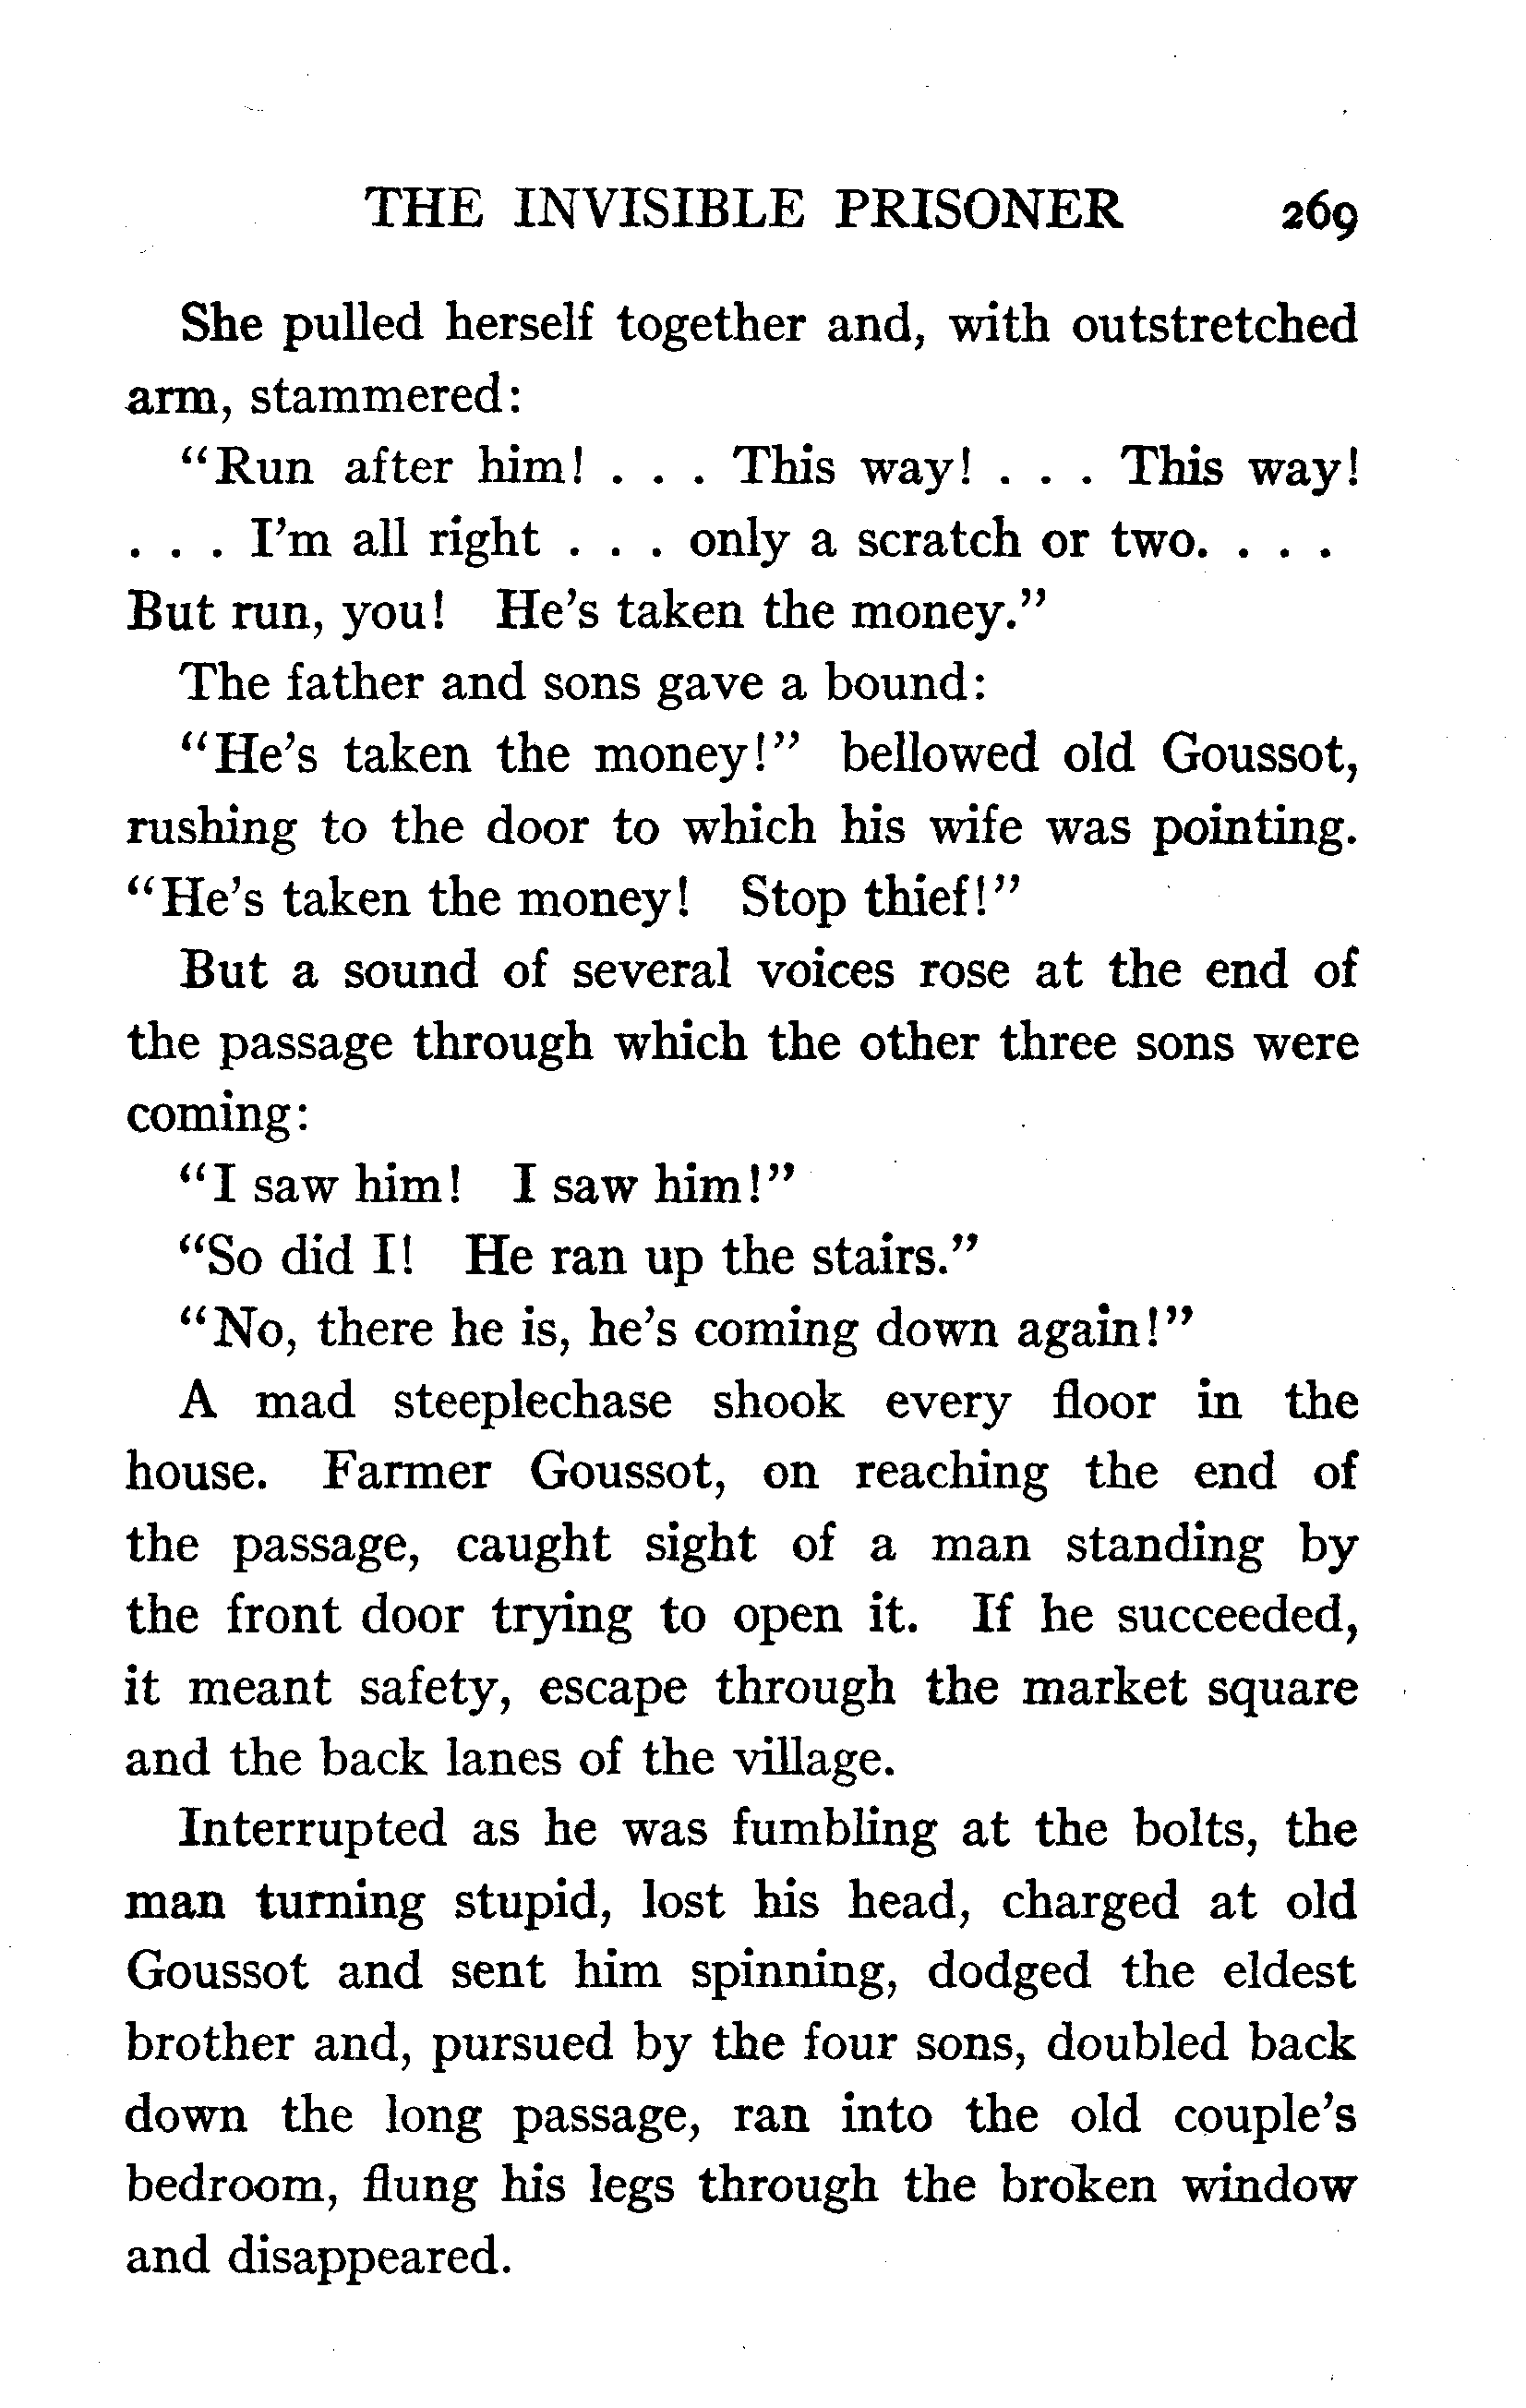 THE INVISIBLE PRISONER 269
She pulled herself together and, with outstretched
arm, stammered:
"Run after him! . . . This way! . . . This way!
. . . I'm all right . . . only a scratch or two. . . .
But run, you! He's taken the money."
The father and sons gave a bound:
"He's taken the money!" bellowed old Goussot,
rushing to the door to which his wife was pointing.
"He's taken the money! Stop thief!"
But a sound of several voices rose at the end of
the passage through which the other three sons were
coming:
"I saw him! I saw him!"
"So did I! He ran up the stairs."
"No, there he is, he's coming down again!"
A mad steeplechase shook every floor in the
house. Farmer Goussot, on reaching the end of
the passage, caught sight of a man standing by
the front door trying to open it. If he succeeded,
it meant safety, escape through the market square
and the back lanes of the village.
Interrupted as he was fumbling at the bolts, the
man turning stupid, lost his head, charged at old
Goussot and sent him spinning, dodged the eldest
brother and, pursued by the four sons, doubled back
down the long passage, ran into the old couple's
bedroom, flung his legs through the broken window
and disappeared.